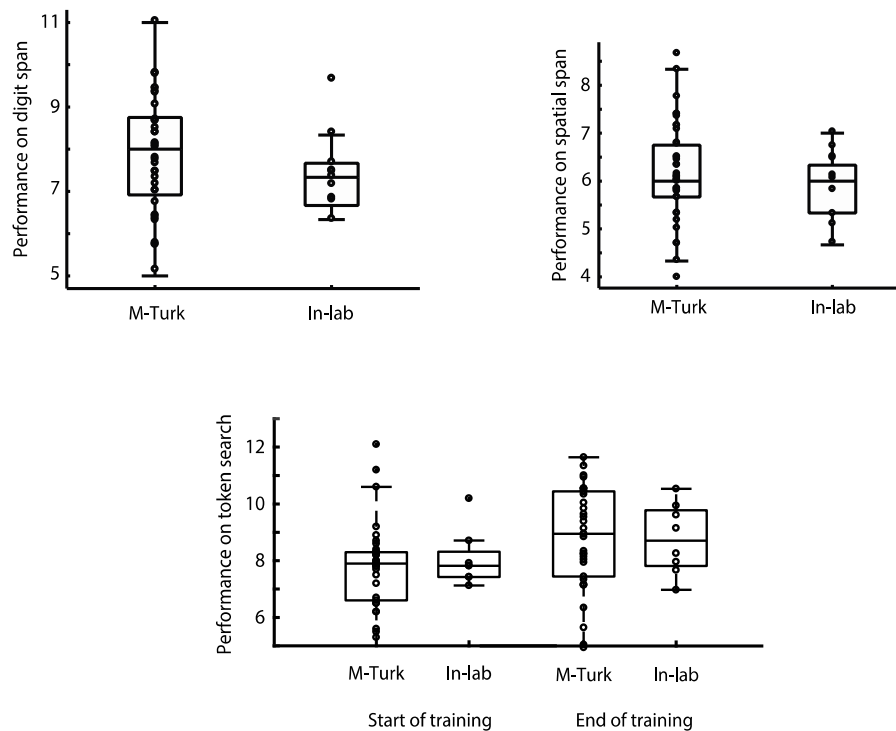 Performance on digit span
11
9
7
5
M-Turk In-lab
Performance on spatial span
8
7
6
5
4
M-Turk In-lab
Performance on token search
12
10
8
6
M-Turk In-lab M-Turk In-lab
Start of training End of training